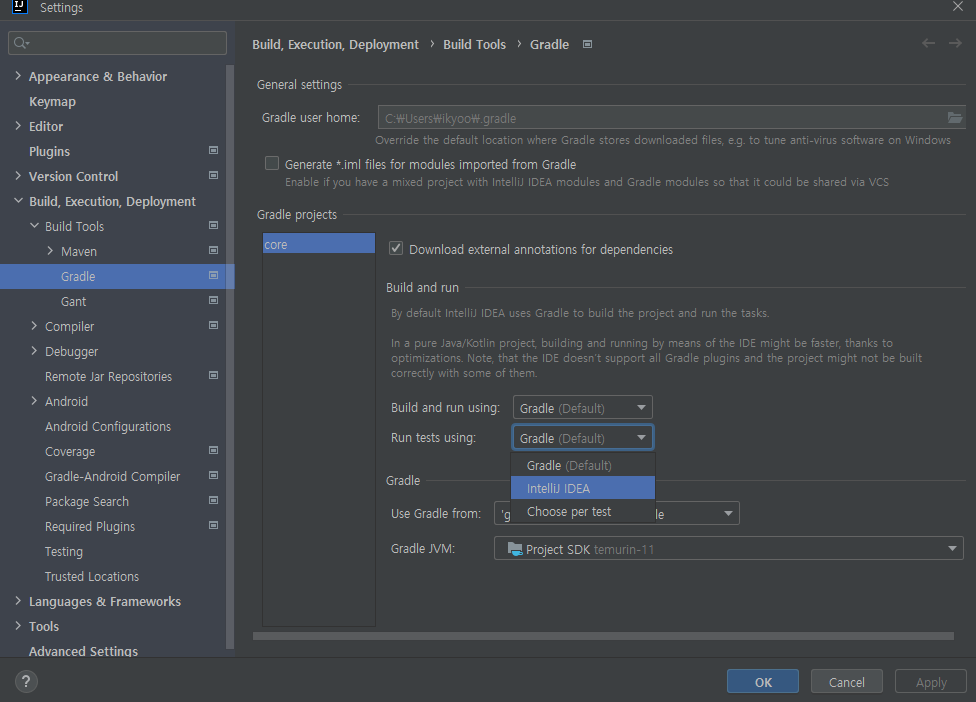 IJ Settings
Build, Execution, Deployment › Build Tools › Gradle
Appearance & Behavior
Keymap
Editor
Plugins
Version Control
Build, Execution, Deployment
Build Tools
Maven
Gradle
Gant
Compiler
Debugger
Remote Jar Repositories
Android
Android Configurations
Coverage
Gradle-Android Compiler
Package Search
Required Plugins
Testing
Trusted Locations
Languages & Frameworks
Tools
Advanced Settings
General settings
Gradle user home: C:₩Users₩ikyoo₩.gradle
Override the default location where Gradle stores downloaded files, e.g. to tune anti-virus software on Windows
Generate *.iml files for modules imported from Gradle
Enable if you have a mixed project with IntelliJ IDEA modules and Gradle modules so that it could be shared via VCS
Gradle projects
core
Download external annotations for dependencies
Build and run
By default IntelliJ IDEA uses Gradle to build the project and run the tasks.
In a pure Java/Kotlin project, building and running by means of the IDE might be faster, thanks to
optimizations. Note, that the IDE doesn't support all Gradle plugins and the project might not be built
correctly with some of them.
Build and run using: Gradle (Default)
Run tests using: Gradle (Default)
Gradle (Default)
IntelliJ IDEA
Choose per test
Gradle
Use Gradle from: 'g le
Gradle JVM: Project SDK temurin-11
?
OK Cancel Apply